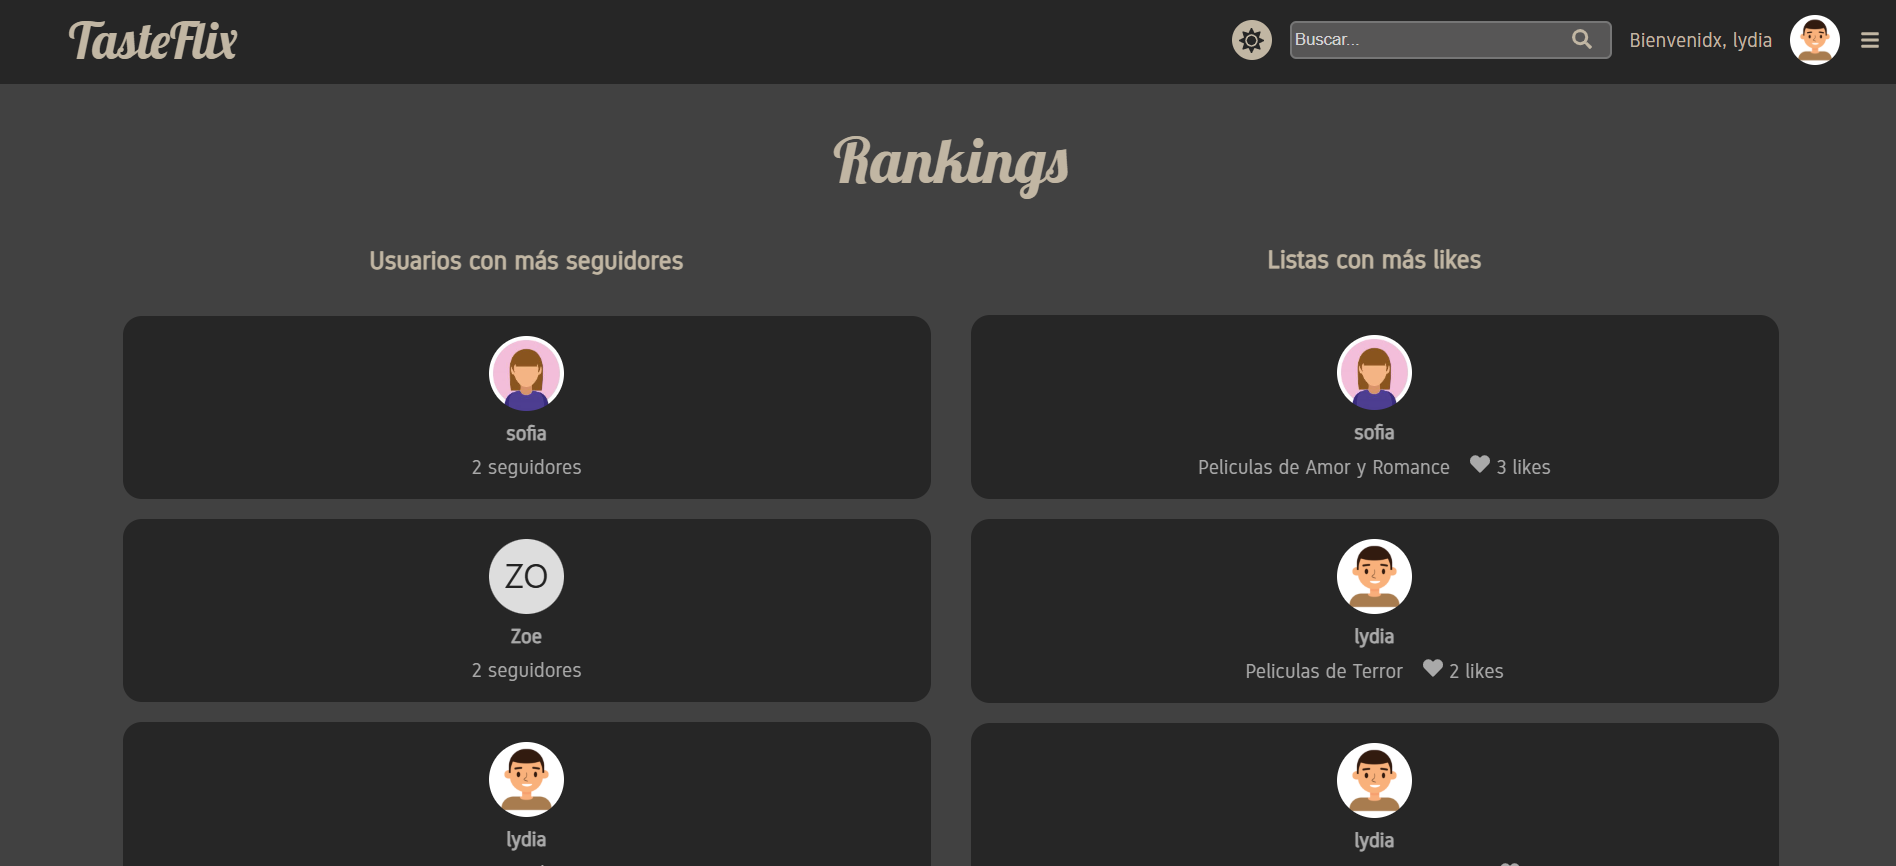 TasteFlix
Buscar...
Bienvenidx, lydia
Rankings
Usuarios con más seguidores
sofia
2 seguidores
ZO
Zoe
2 seguidores
lydia
Listas con más likes
sofia
Peliculas de Amor y Romance 3 likes
lydia
Peliculas de Terror 2 likes
lydia